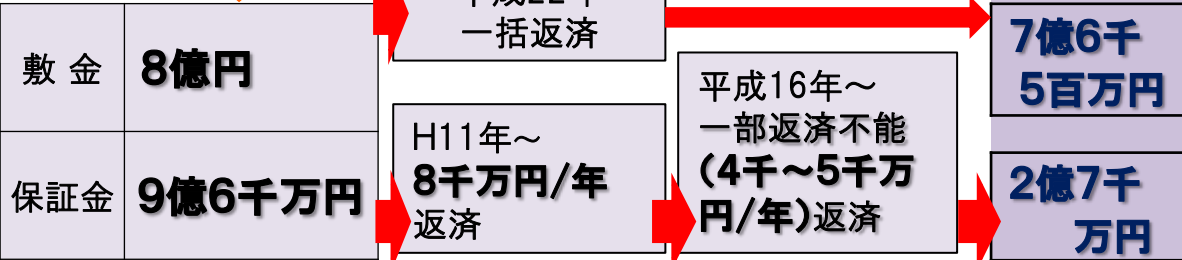 一括返済
敷 金
8億円
7億6千
5百万円
保証金
9億6千万円
H11年～
8千万円/年
返済
平成16年～
一部返済不能
(4千～5千万
円/年)返済
2億7千
万円